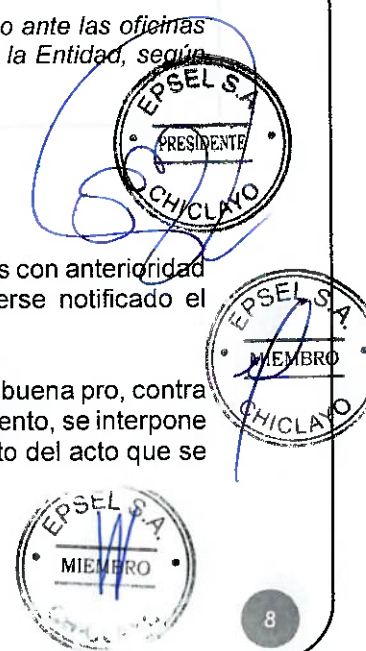 o ante las oficinas
la Entidad, según
EPSEL S.A.
PRESIDENTE
CHICLAYO
s con anterioridad
erse notificado el
EPSEL S.A.
MIEMBRO
CHICLAYO
buena pro, contra
ento, se interpone
to del acto que se
EPSEL S.A.
MIEMBRO
8